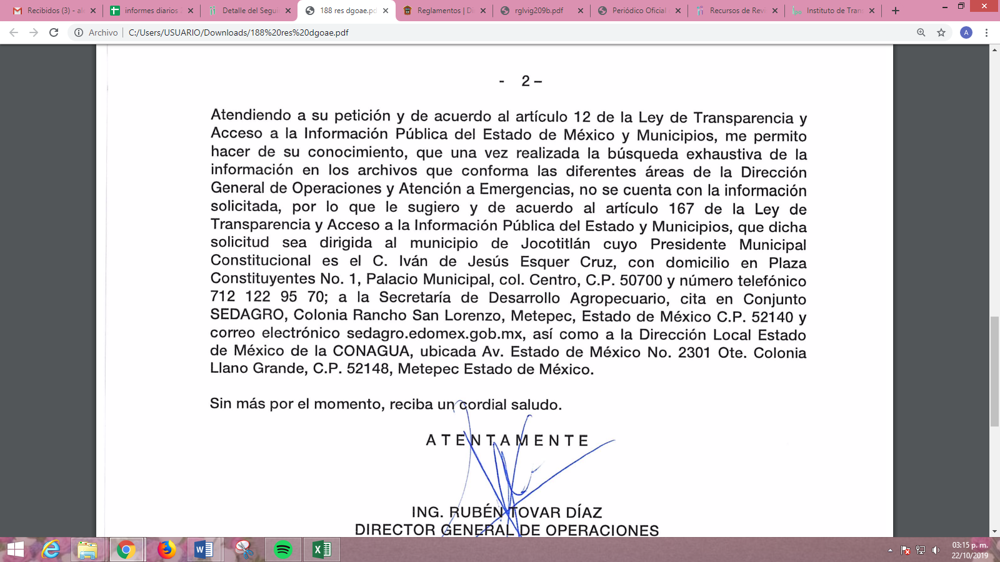 Recibidos (3) - al
informes diarios
Detalle del Segui
188 res dgoae.pd
Reglamentos | Di
rglvig209b.pdf
Periódico Oficial
Recursos de Rev
Instituto de Tran
Archivo
C:/Users/USUARIO/Downloads/188%20res%20dgoae.pdf
A
- 2 –
Atendiendo a su petición y de acuerdo al artículo 12 de la Ley de Transparencia y
Acceso a la Información Pública del Estado de México y Municipios, me permito
hacer de su conocimiento, que una vez realizada la búsqueda exhaustiva de la
información en los archivos que conforma las diferentes áreas de la Dirección
General de Operaciones y Atención a Emergencias, no se cuenta con la información
solicitada, por lo que le sugiero y de acuerdo al artículo 167 de la Ley de
Transparencia y Acceso a la Información Pública del Estado y Municipios, que dicha
solicitud sea dirigida al municipio de Jocotitlán cuyo Presidente Municipal
Constitucional es el C. Iván de Jesús Esquer Cruz, con domicilio en Plaza
Constituyentes No. 1, Palacio Municipal, col. Centro, C.P. 50700 y número telefónico
712 122 95 70; a la Secretaría de Desarrollo Agropecuario, cita en Conjunto
SEDAGRO, Colonia Rancho San Lorenzo, Metepec, Estado de México C.P. 52140 y
correo electrónico sedagro.edomex.gob.mx, así como a la Dirección Local Estado
de México de la CONAGUA, ubicada Av. Estado de México No. 2301 Ote. Colonia
Llano Grande, C.P. 52148, Metepec Estado de México.
Sin más por el momento, reciba un cordial saludo.
A T E N T A M E N T E
ING. RUBÉN TOVAR DÍAZ
DIRECTOR GENERAL DE OPERACIONES
03:15 p. m.
22/10/2019